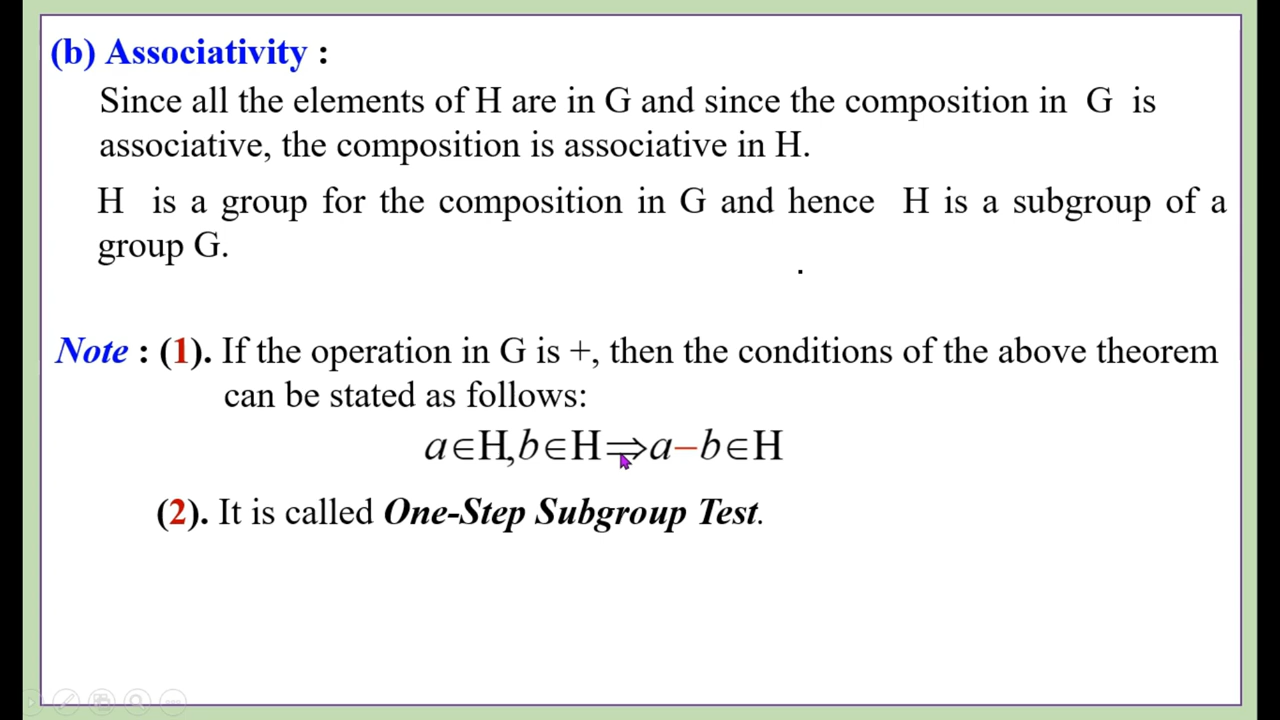 (b) Associativity :
Since all the elements of H are in G and since the composition in G is
associative, the composition is associative in H.
H is a group for the composition in G and hence H is a subgroup of a
group G.
.
Note : (1). If the operation in G is +, then the conditions of the above theorem
can be stated as follows:
a∈H,b∈H⇒a−b∈H
(2). It is called One-Step Subgroup Test.